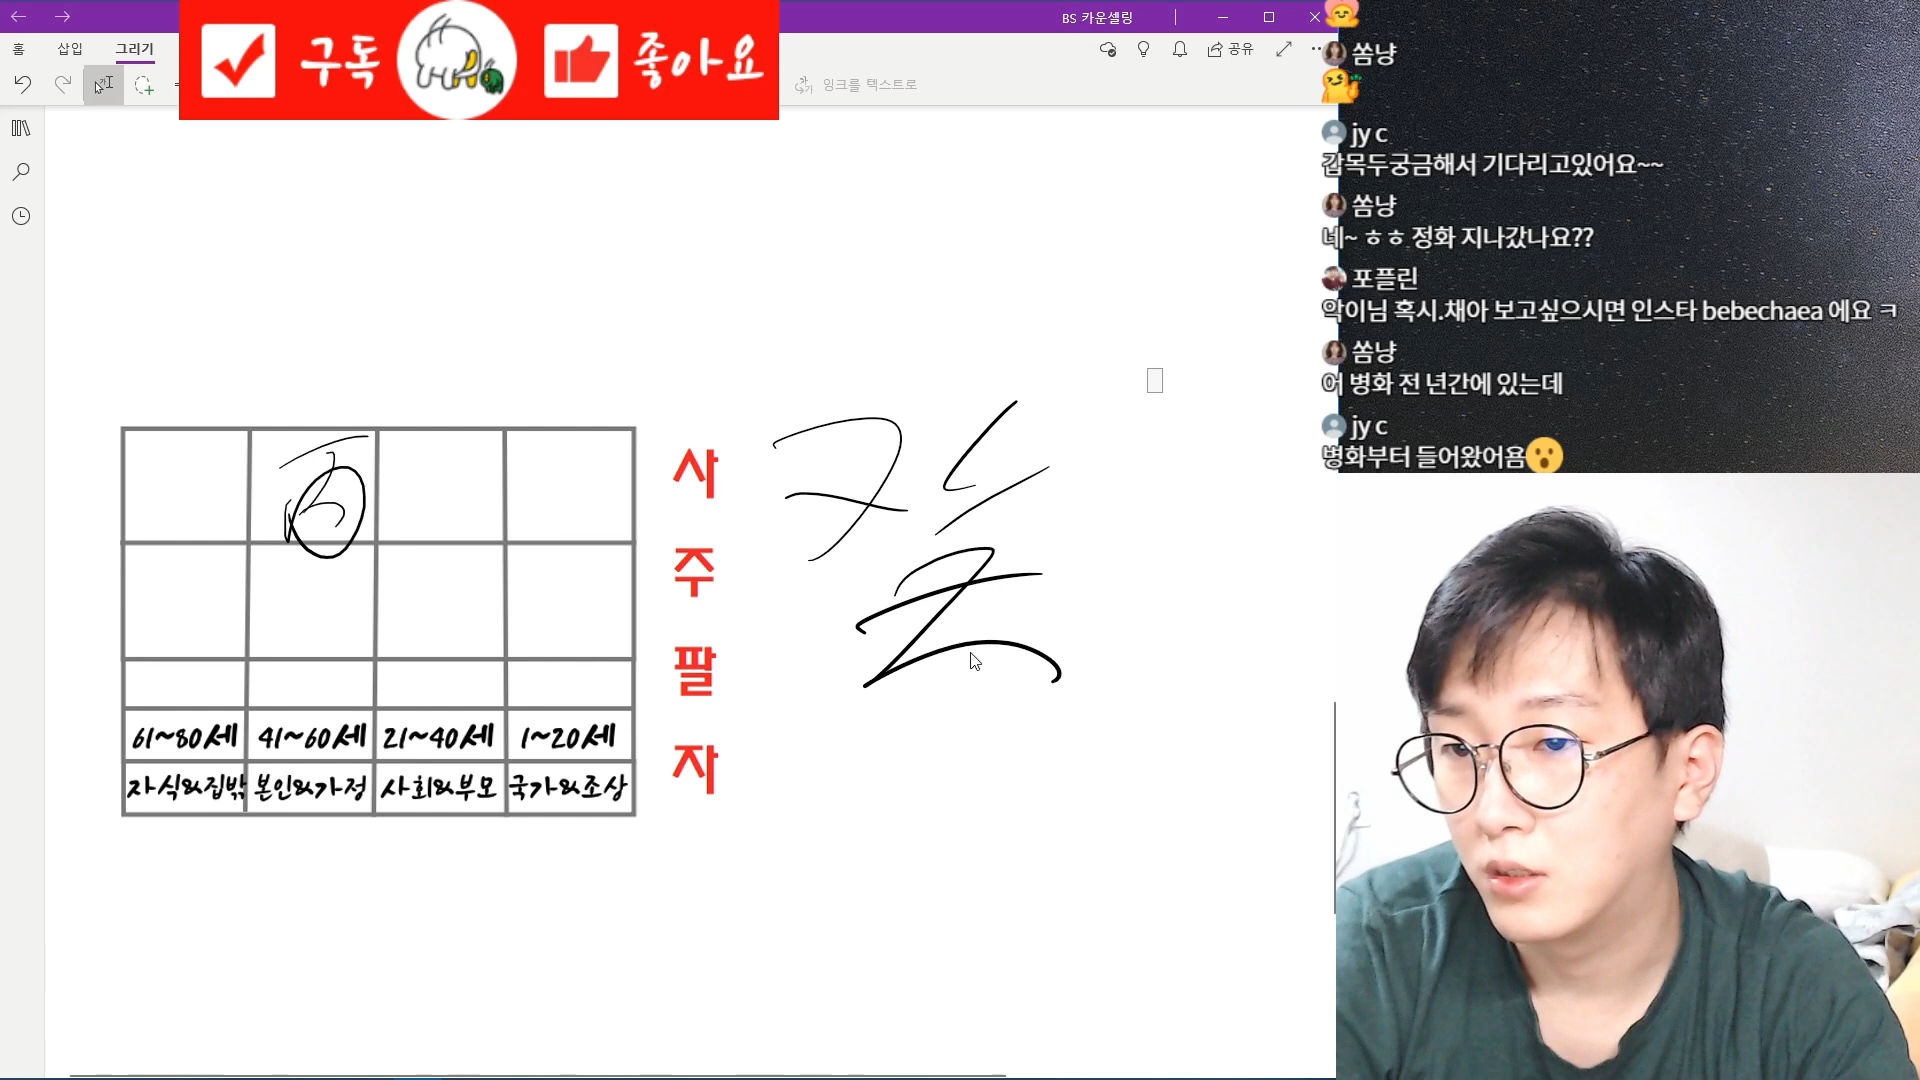 BS 카운셀링
홈 삽입 그리기
공유
잉크를 텍스트로
구독 좋아요
쏨냥
jy c
갑목두궁금해서 기다리고있어요~~
쏨냥
네~ ㅎㅎ 정화 지나갔나요??
포플린
악이님 혹시.채아 보고싶으시면 인스타 bebechaea 에요 ㅋ
쏨냥
어 병화 전 년간에 있는데
jy c
병화부터 들어왔어욤
사
주
팔
자
61~80세 41~60세 21~40세 1~20세
자식&집밖 본인&가정 사회&부모 국가&조상